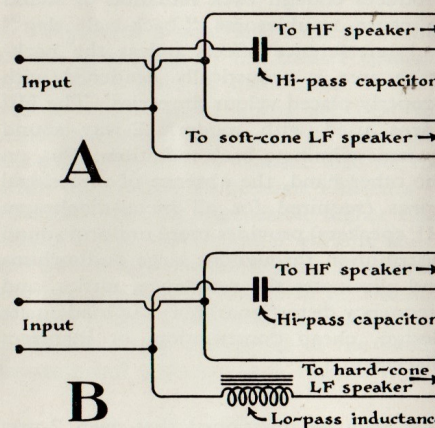 To HF speaker
Input
Hi-pass capacitor
To soft-cone LF speaker
A
To HF speaker
Input
Hi-pass capacitor
To hard-cone
LF speaker
B
Lo-pass inductanc